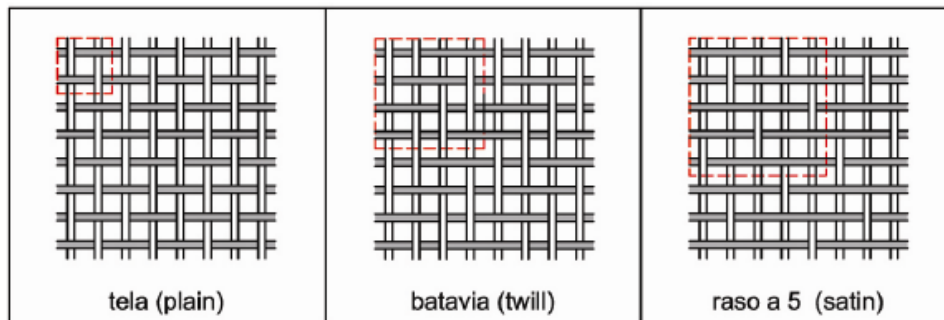 tela (plain)
batavia (twill)
raso a 5 (satin)